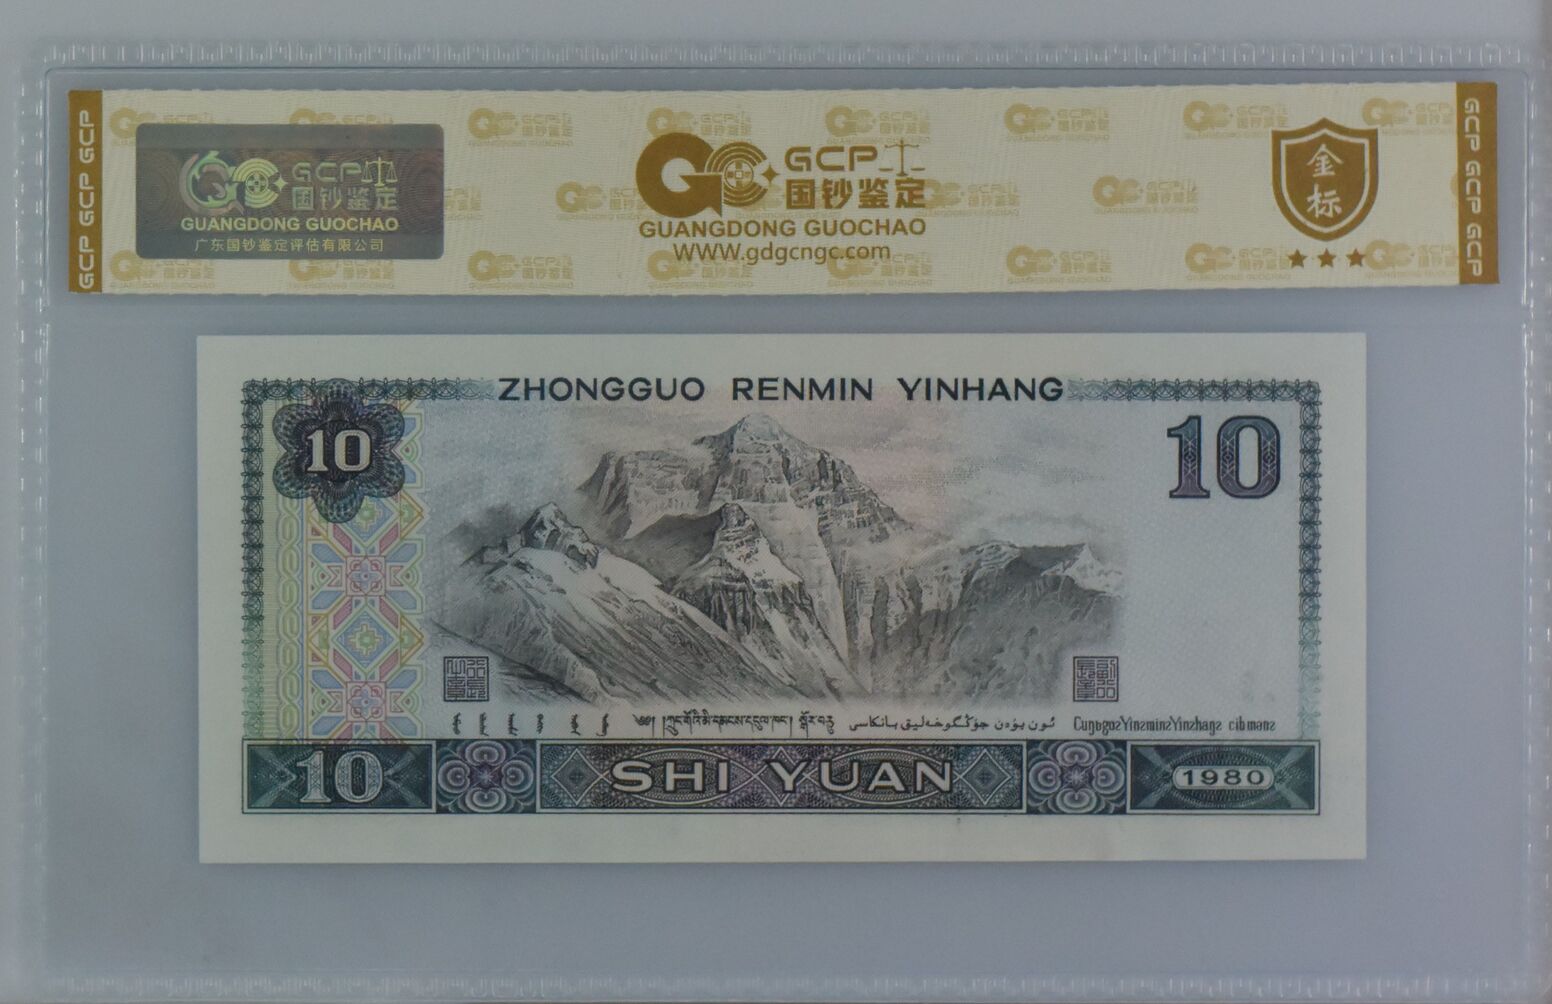 GCP GCP GCP
GCP
国钞鉴定
GUANGDONG GUOCHAO
广东国钞鉴定评估有限公司
GCP
国钞鉴定
GUANGDONG GUOCHAO
WWW.gdgcngc.com
金
标
GCP GCP GCP
ZHONGGUO RENMIN YINHANG
10
10
10
SHI YUAN
1980